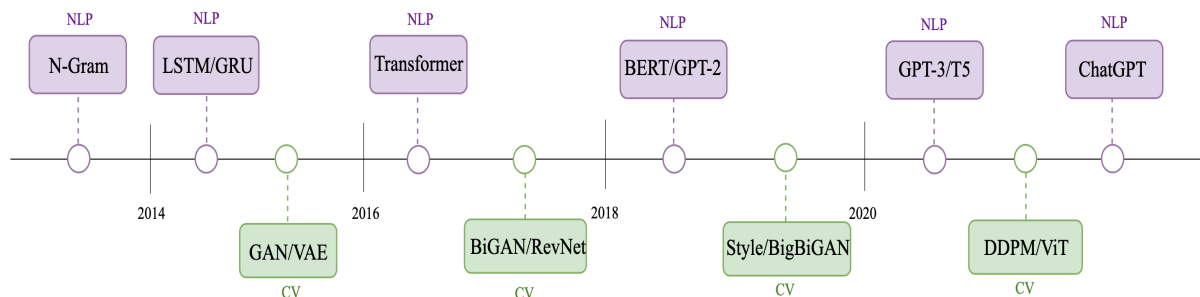 NLP
NLP
NLP
NLP
NLP
NLP
N-Gram
LSTM/GRU
Transformer
BERT/GPT-2
GPT-3/T5
ChatGPT
2014
2016
2018
2020
GAN/VAE
BiGAN/RevNet
Style/BigBiGAN
DDPM/ViT
CV
CV
CV
CV